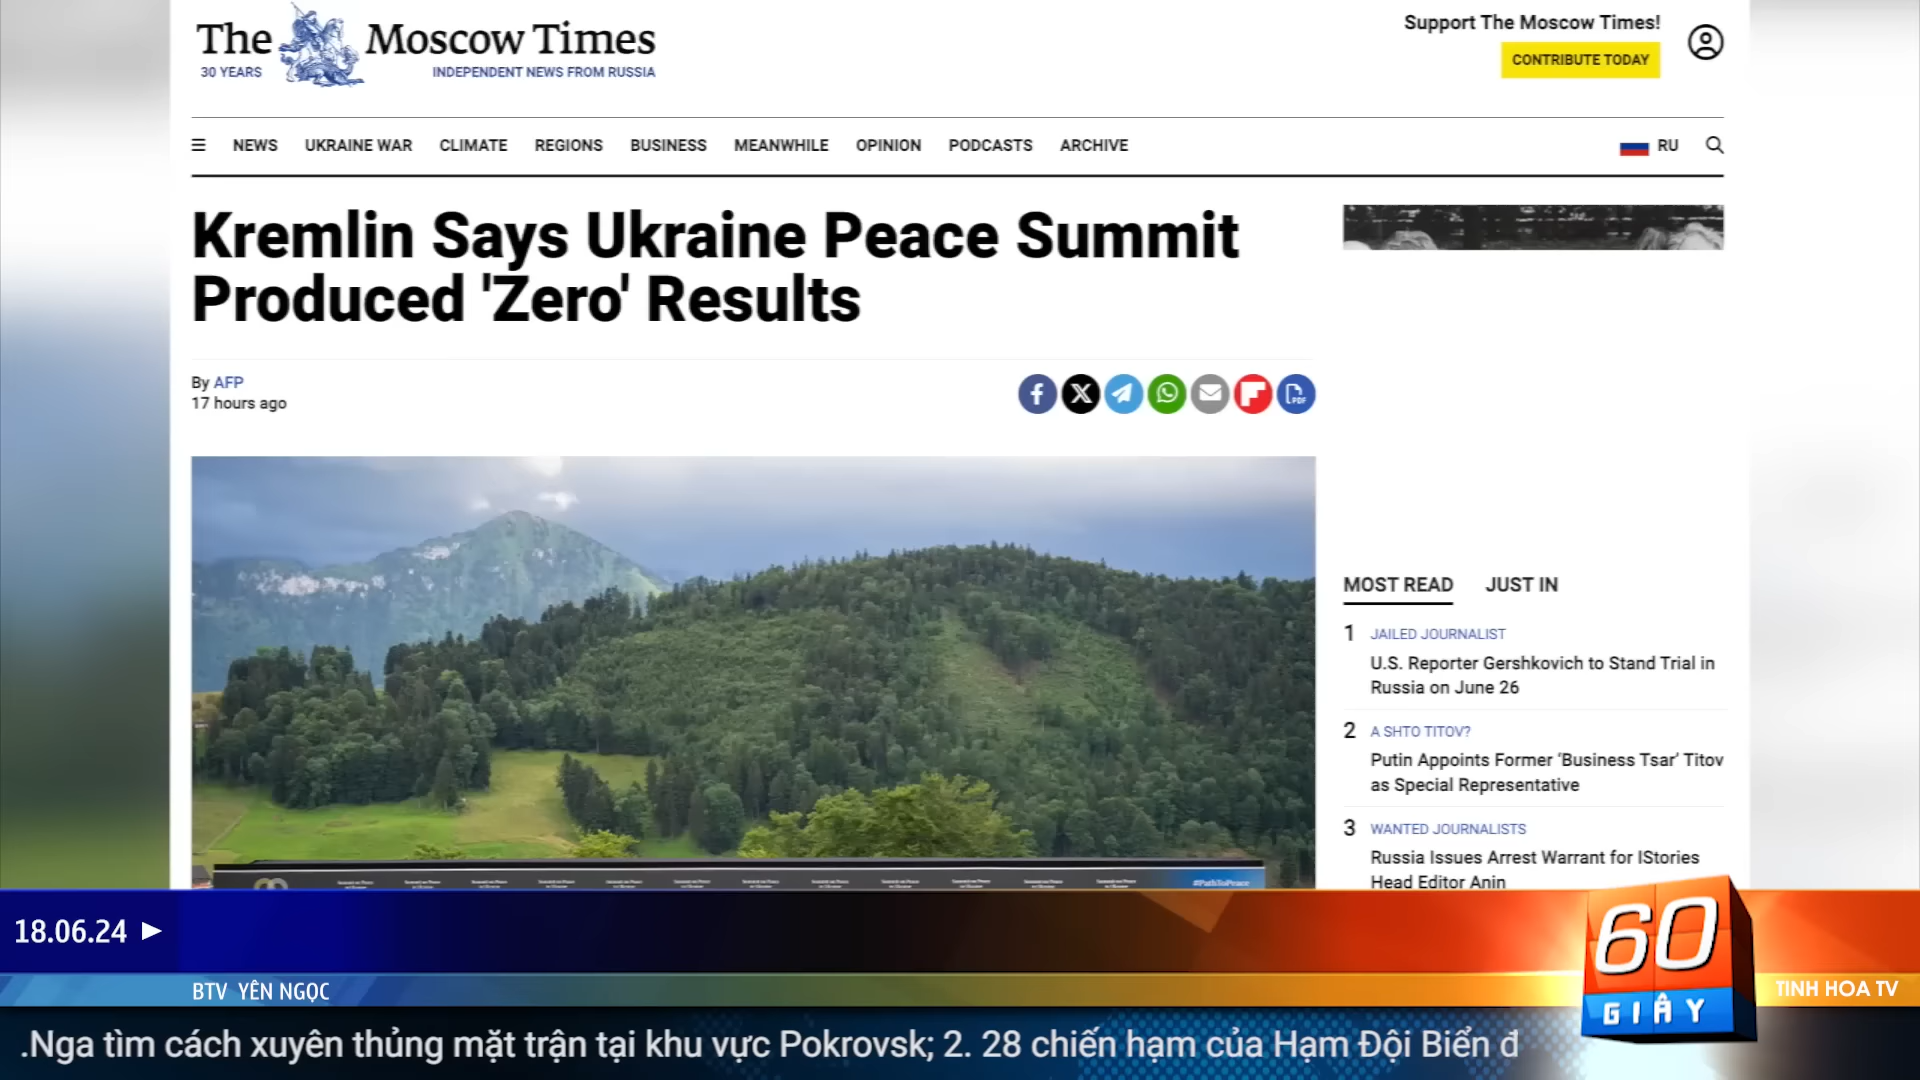 The Moscow Times
30 YEARS
INDEPENDENT NEWS FROM RUSSIA
Support The Moscow Times!
CONTRIBUTE TODAY
NEWS UKRAINE WAR CLIMATE REGIONS BUSINESS MEANWHILE OPINION PODCASTS ARCHIVE
RU
Kremlin Says Ukraine Peace Summit
Produced 'Zero' Results
By AFP
17 hours ago
PDF
MOST READ JUST IN
1 JAILED JOURNALIST
U.S. Reporter Gershkovich to Stand Trial in
Russia on June 26
2 A SHTO TITOV?
Putin Appoints Former ‘Business Tsar’ Titov
as Special Representative
3 WANTED JOURNALISTS
Russia Issues Arrest Warrant for IStories
Head Editor Anin
#PathToPeace
18.06.24
60
GIÂY
BTV YÊN NGỌC
TINH HOA TV
.Nga tìm cách xuyên thủng mặt trận tại khu vực Pokrovsk; 2. 28 chiến hạm của Hạm Đội Biển đ